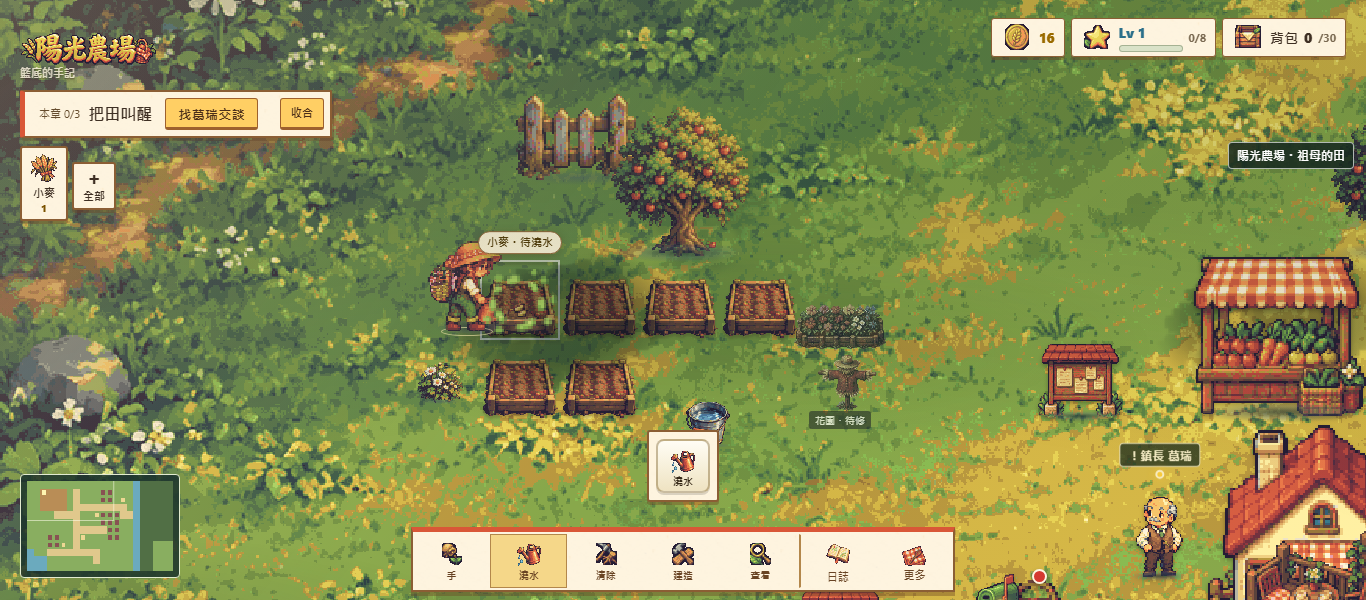 陽光農場
籃底的手記
16
Lv 1
0/8
背包 0 /30
本章 0/3 把田叫醒 找葛瑞交談 收合
陽光農場・祖母的田
小麥
1
+
全部
小麥・待澆水
花園・待修
！鎮長 葛瑞
澆水
手
澆水
清除
建造
查看
日誌
更多